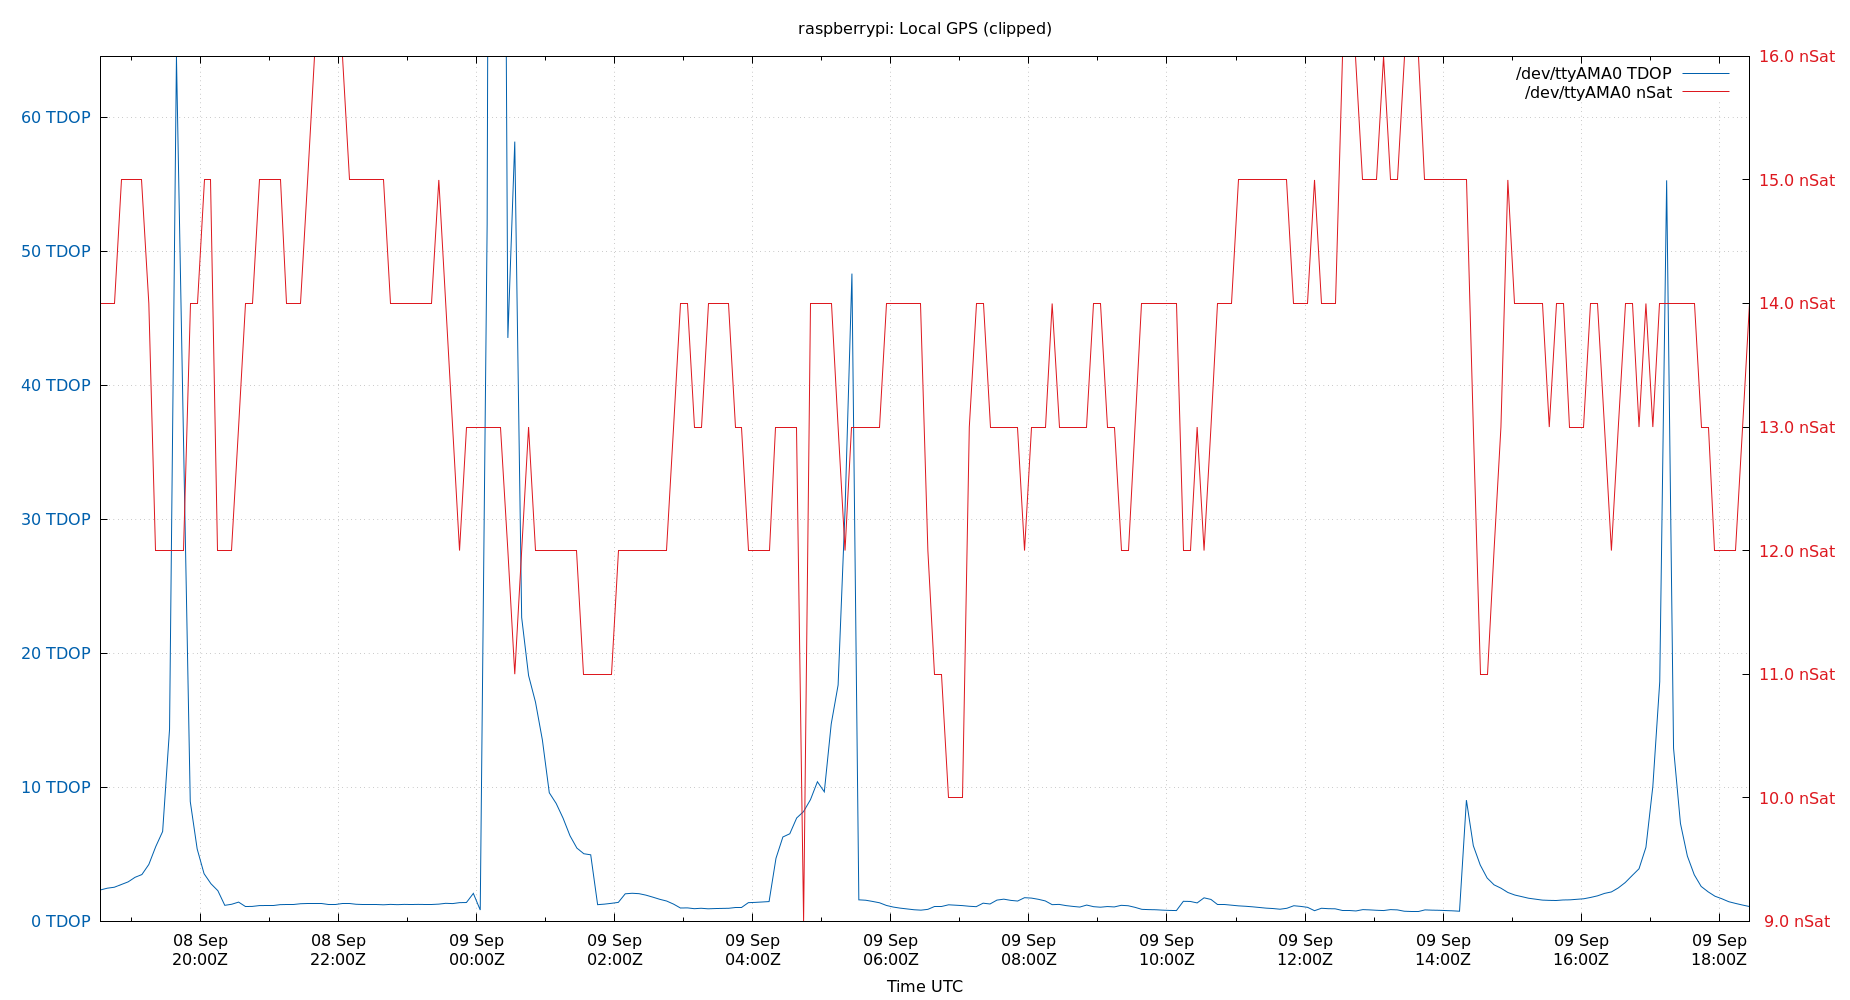 raspberrypi: Local GPS (clipped)
/dev/ttyAMA0 TDOP
/dev/ttyAMA0 nSat
60 TDOP
50 TDOP
40 TDOP
30 TDOP
20 TDOP
10 TDOP
0 TDOP
16.0 nSat
15.0 nSat
14.0 nSat
13.0 nSat
12.0 nSat
11.0 nSat
10.0 nSat
9.0 nSat
08 Sep
20:00Z
08 Sep
22:00Z
09 Sep
00:00Z
09 Sep
02:00Z
09 Sep
04:00Z
09 Sep
06:00Z
09 Sep
08:00Z
09 Sep
10:00Z
09 Sep
12:00Z
09 Sep
14:00Z
09 Sep
16:00Z
09 Sep
18:00Z
Time UTC